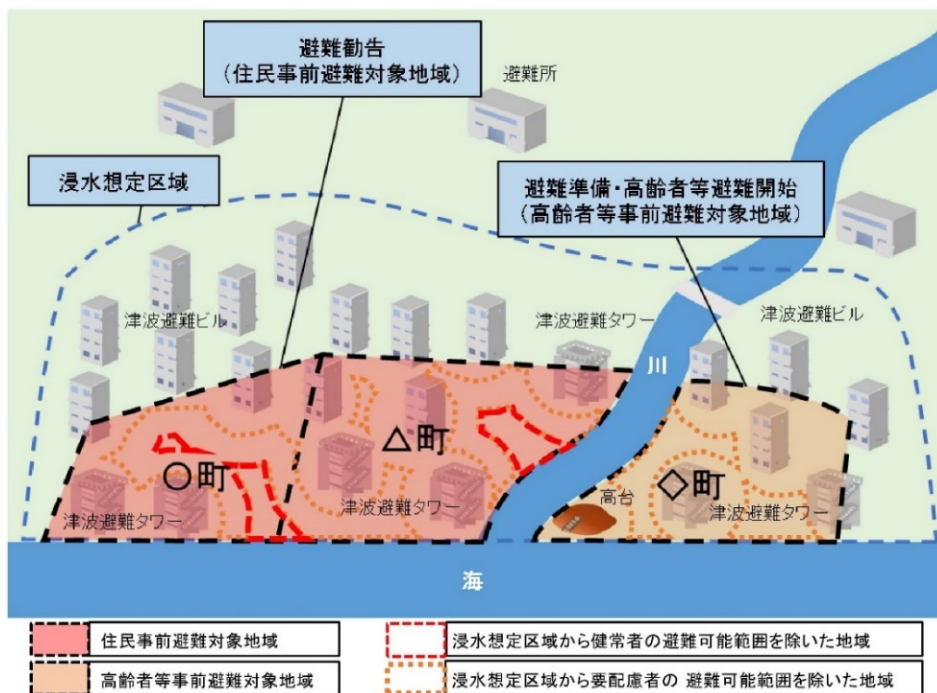 避難勧告
（住民事前避難対象地域）
避難所
浸水想定区域
避難準備・高齢者等避難開始
（高齢者等事前避難対象地域）
津波避難ビル
津波避難タワー
津波避難ビル
川
△町
○町
◇町
高台
津波避難タワー
津波避難タワー
津波避難タワー
海
住民事前避難対象地域
浸水想定区域から健常者の避難可能範囲を除いた地域
高齢者等事前避難対象地域
浸水想定区域から要配慮者の 避難可能範囲を除いた地域